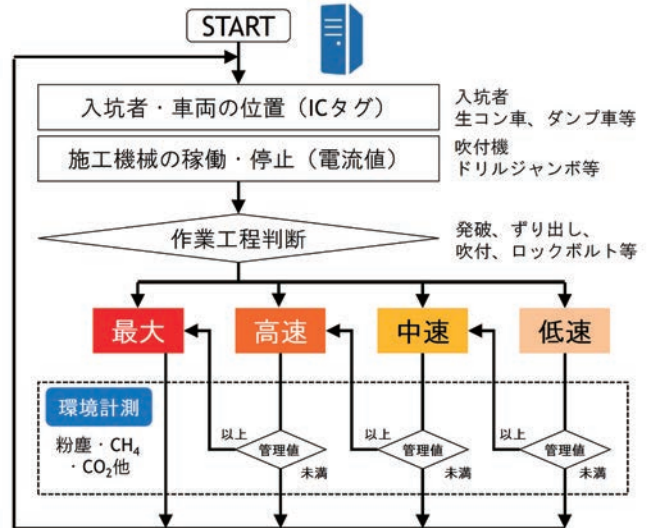 START
入坑者・車両の位置（ICタグ）
入坑者
生コン車、ダンプ車等
施工機械の稼働・停止（電流値）
吹付機
ドリルジャンボ等
作業工程判断
発破、ずり出し、
吹付、ロックボルト等
最大
高速
中速
低速
環境計測
粉塵・CH₄
・CO₂他
以上
管理値
未満
以上
管理値
未満
以上
管理値
未満